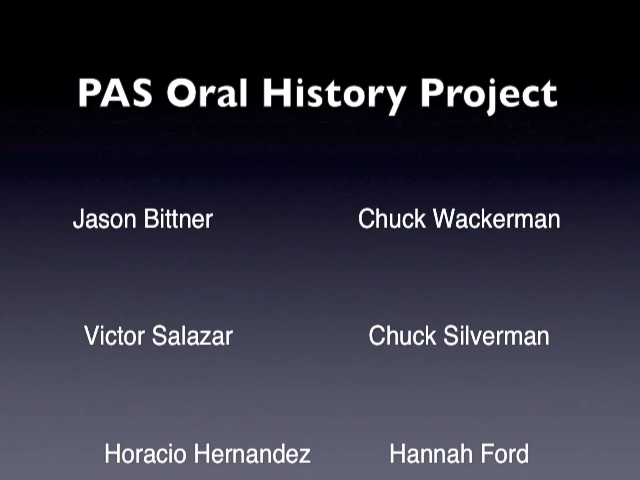 PAS Oral History Project
Jason Bittner
Chuck Wackerman
Victor Salazar
Chuck Silverman
Horacio Hernandez
Hannah Ford